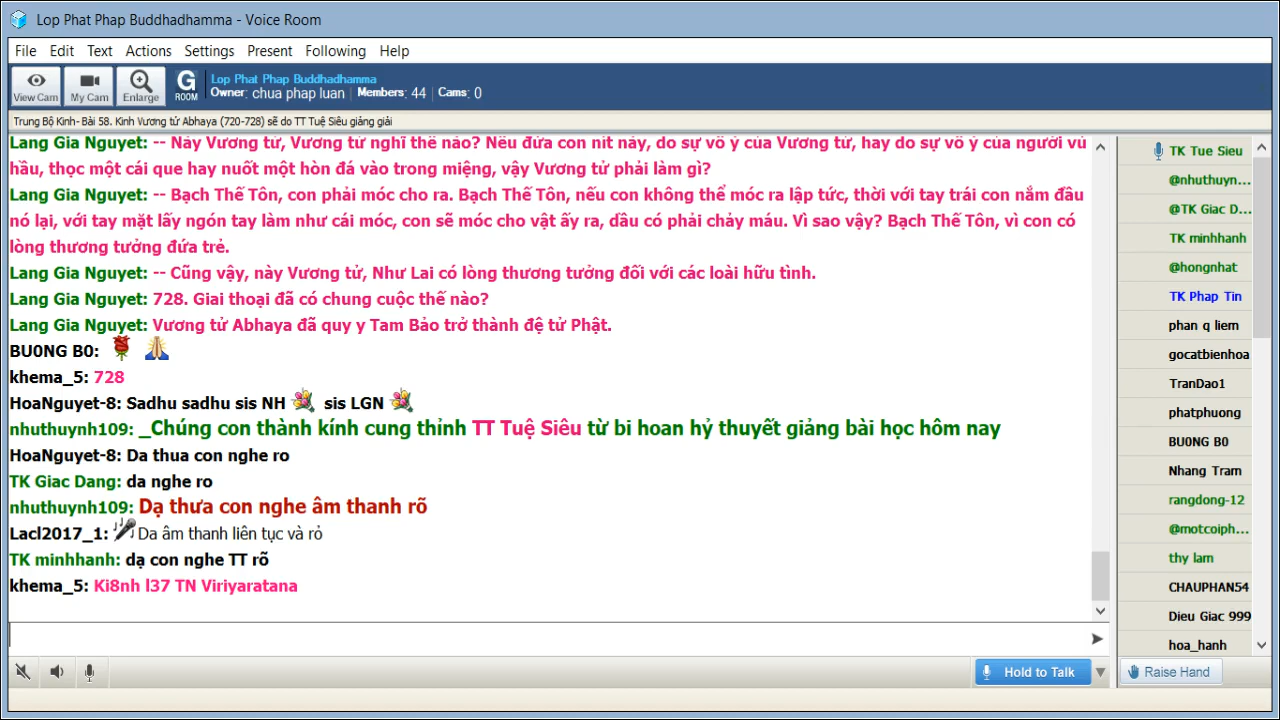 Lop Phat Phap Buddhadhamma - Voice Room
File Edit Text Actions Settings Present Following Help
View Cam
My Cam
Enlarge
G
ROOM
Lop Phat Phap Buddhadhamma
Owner: chua phap luan | Members: 44 | Cams: 0
Trung Bộ Kinh- Bài 58. Kinh Vương tử Abhaya (720-728) sẽ do TT Tuệ Siêu giảng giải
Lang Gia Nguyet: -- Này Vương tử, Vương tử nghĩ thế nào? Nếu đứa con nít này, do sự vô ý của Vương tử, hay do sự vô ý của người vú
hầu, thọc một cái que hay nuốt một hòn đá vào trong miệng, vậy Vương tử phải làm gì?
Lang Gia Nguyet: -- Bạch Thế Tôn, con phải móc cho ra. Bạch Thế Tôn, nếu con không thể móc ra lập tức, thời với tay trái con nắm đầu
nó lại, với tay mặt lấy ngón tay làm như cái móc, con sẽ móc cho vật ấy ra, dầu có phải chảy máu. Vì sao vậy? Bạch Thế Tôn, vì con có
lòng thương tưởng đứa trẻ.
Lang Gia Nguyet: -- Cũng vậy, này Vương tử, Như Lai có lòng thương tưởng đối với các loài hữu tình.
Lang Gia Nguyet: 728. Giai thoại đã có chung cuộc thế nào?
Lang Gia Nguyet: Vương tử Abhaya đã quy y Tam Bảo trở thành đệ tử Phật.
BU0NG B0:
khema_5: 728
HoaNguyet-8: Sadhu sadhu sis NH sis LGN
nhuthuynh109: _Chúng con thành kính cung thỉnh TT Tuệ Siêu từ bi hoan hỷ thuyết giảng bài học hôm nay
HoaNguyet-8: Da thua con nghe ro
TK Giac Dang: da nghe ro
nhuthuynh109: Dạ thưa con nghe âm thanh rõ
Lacl2017_1: Da âm thanh liên tục và rỏ
TK minhhanh: dạ con nghe TT rõ
khema_5: Ki8nh l37 TN Viriyaratana
TK Tue Sieu
@nhuthuyn...
@TK Giac D...
TK minhhanh
@hongnhat
TK Phap Tin
phan q liem
gocatbienhoa
TranDao1
phatphuong
BU0NG B0
Nhang Tram
rangdong-12
@motcoiph...
thy lam
CHAUPHAN54
Dieu Giac 999
hoa_hanh
Hold to Talk
Raise Hand